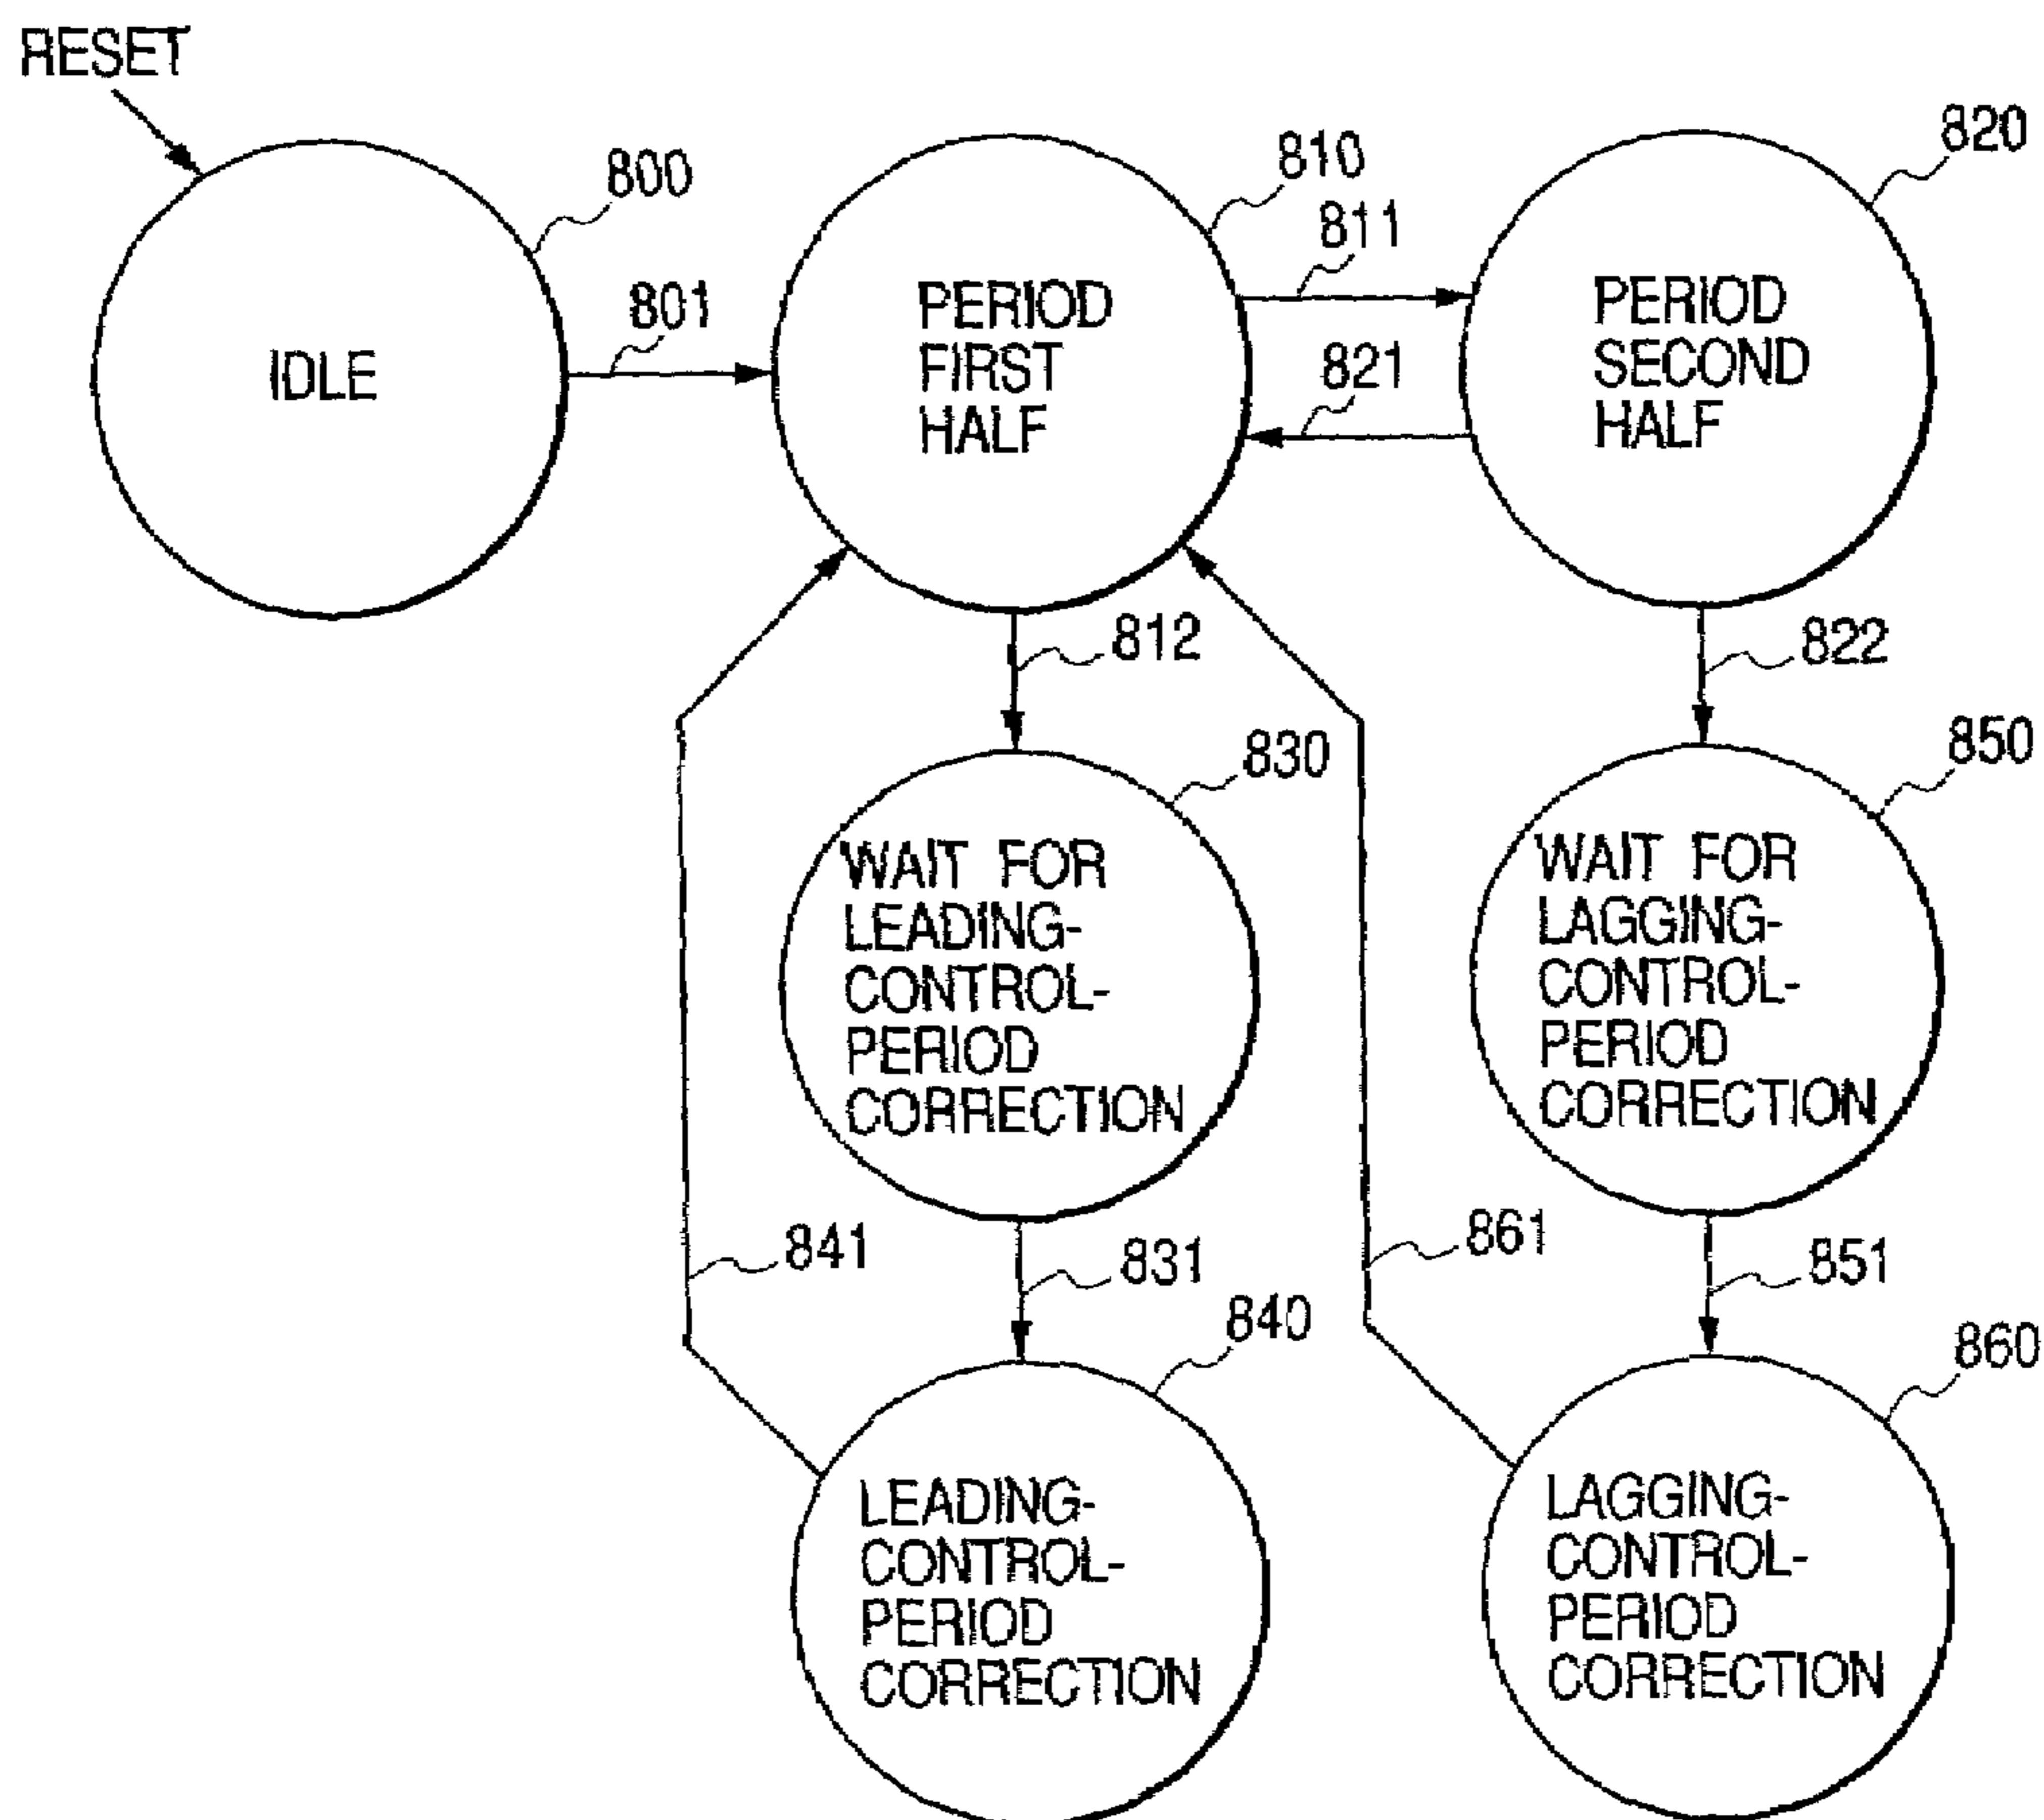 RESET
800
801
IDLE
810
811
821
PERIOD
FIRST
HALF
820
PERIOD
SECOND
HALF
812
822
830
WAIT FOR
LEADING-
CONTROL-
PERIOD
CORRECTION
850
WAIT FOR
LAGGING-
CONTROL-
PERIOD
CORRECTION
841
831
861
851
840
LEADING-
CONTROL-
PERIOD
CORRECTION
860
LAGGING-
CONTROL-
PERIOD
CORRECTION